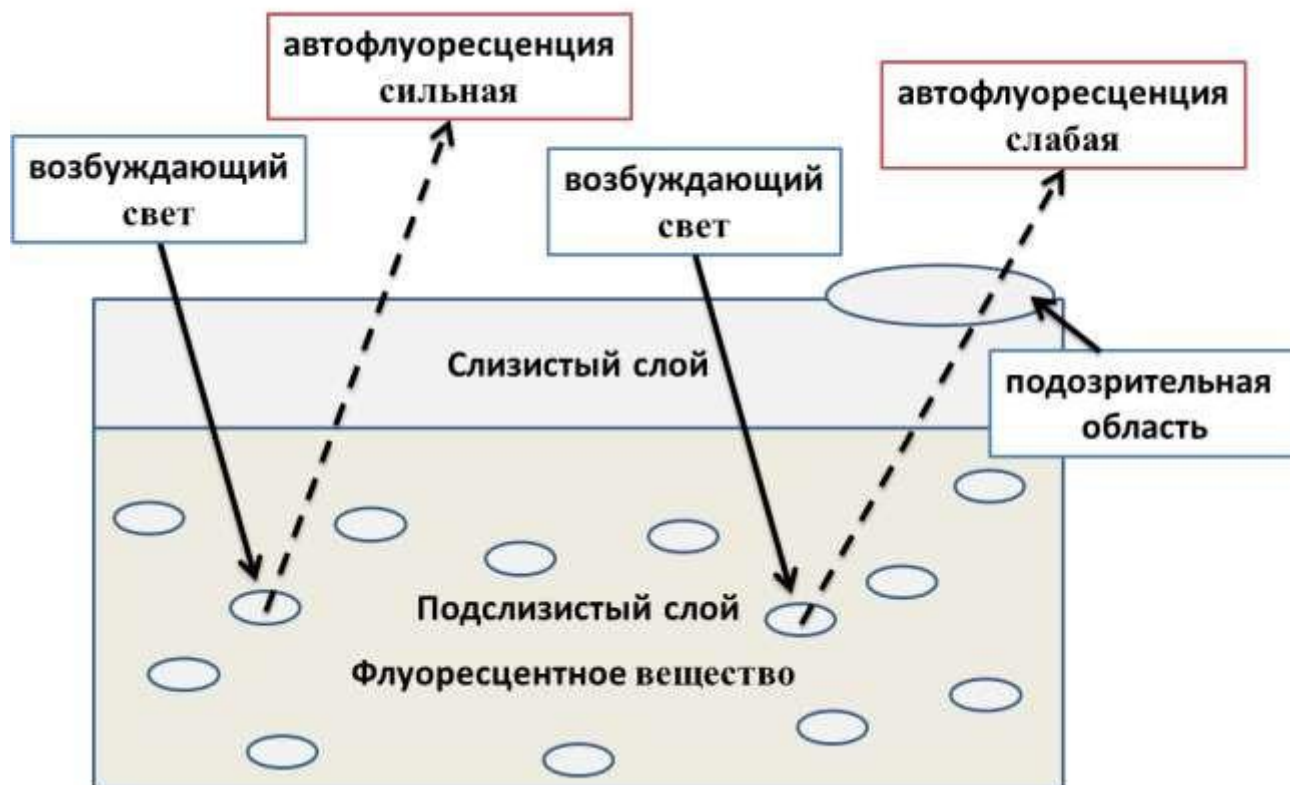 автофлуоресценция
сильная
автофлуоресценция
слабая
возбуждающий
свет
возбуждающий
свет
Слизистый слой
подозрительная
область
Подслизистый слой
Флуоресцентное вещество